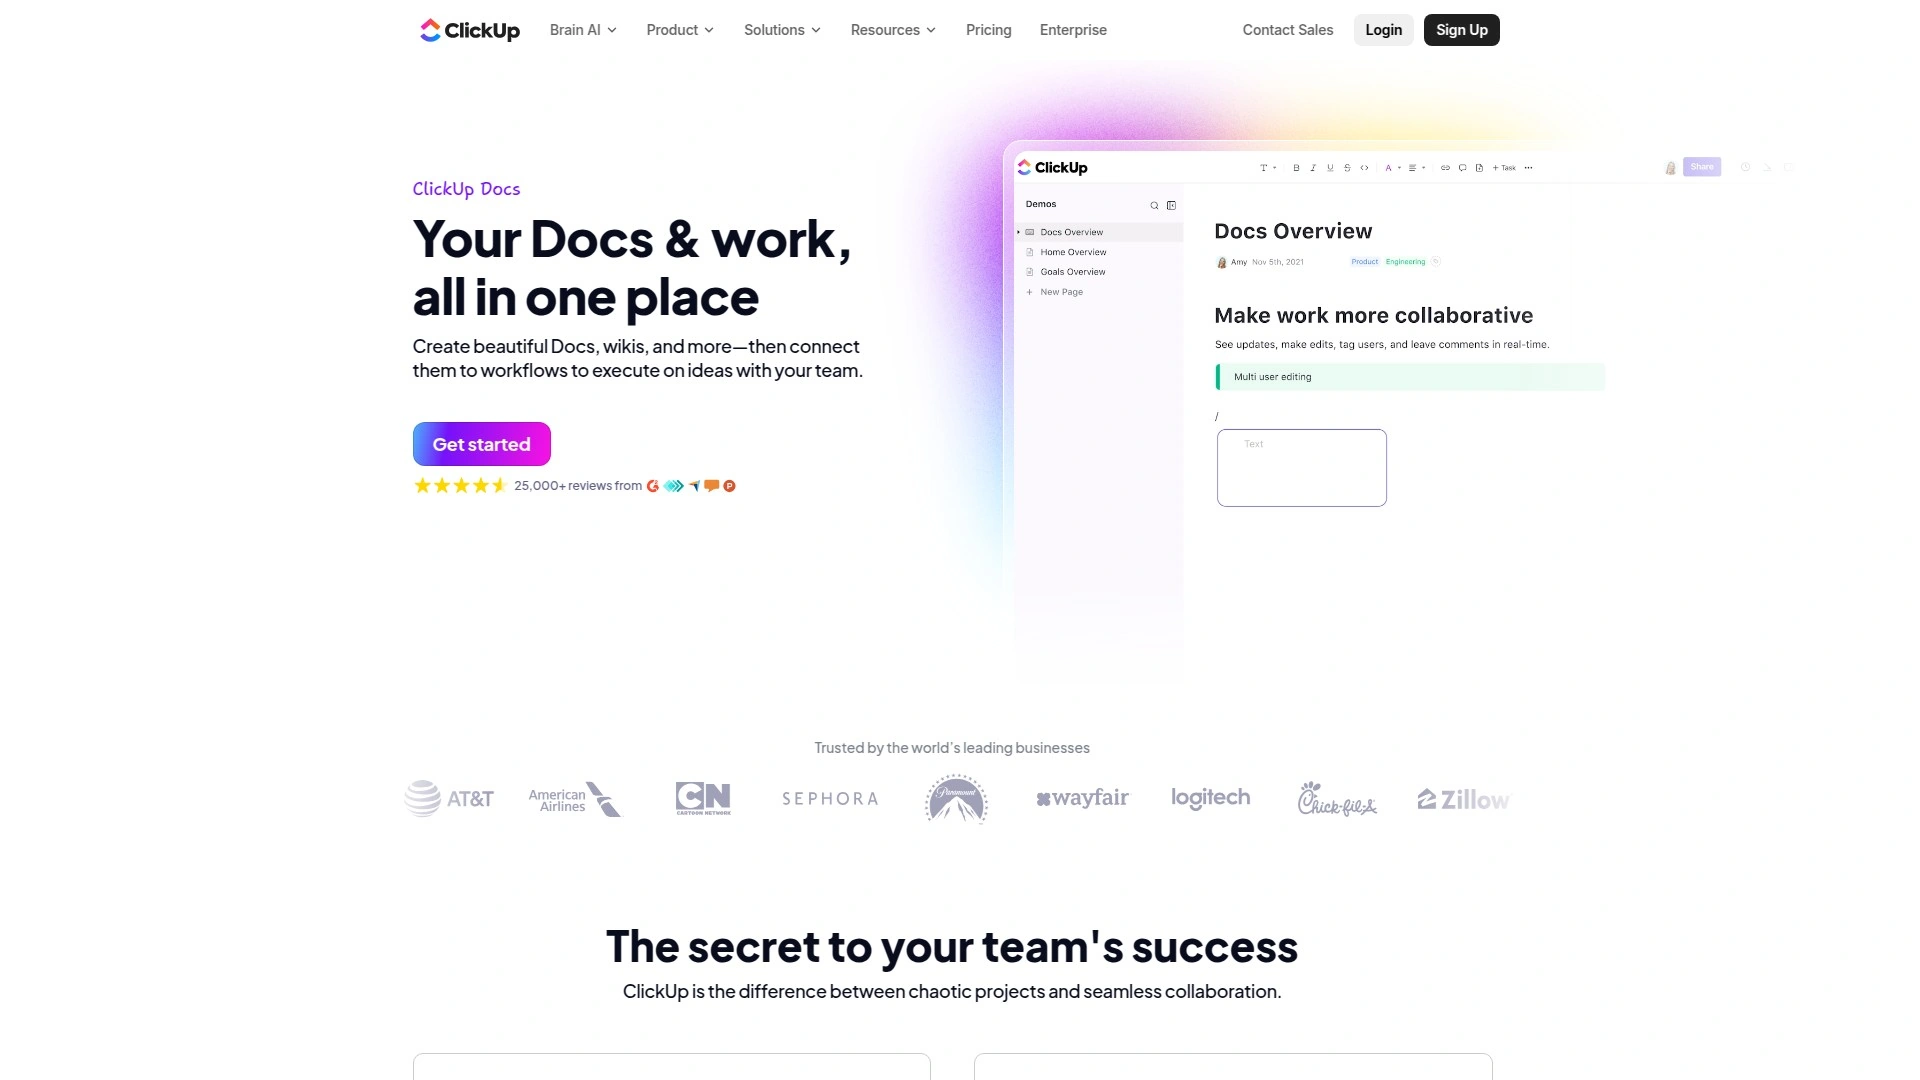 ClickUp
Brain AI
Product
Solutions
Resources
Pricing
Enterprise
Contact Sales
Login
Sign Up
ClickUp Docs
Your Docs & work,
all in one place
Create beautiful Docs, wikis, and more—then connect
them to workflows to execute on ideas with your team.
Get started
25,000+ reviews from
ClickUp
+ Task
Share
Demos
Docs Overview
Home Overview
Goals Overview
+ New Page
Docs Overview
Amy Nov 5th, 2021
Product Engineering
Make work more collaborative
See updates, make edits, tag users, and leave comments in real-time.
Multi user editing
/
Text
Trusted by the world's leading businesses
AT&T
American
Airlines
CN
CARTOON NETWORK
SEPHORA
Paramount
wayfair
logitech
Chick-fil-A
Zillow
The secret to your team's success
ClickUp is the difference between chaotic projects and seamless collaboration.